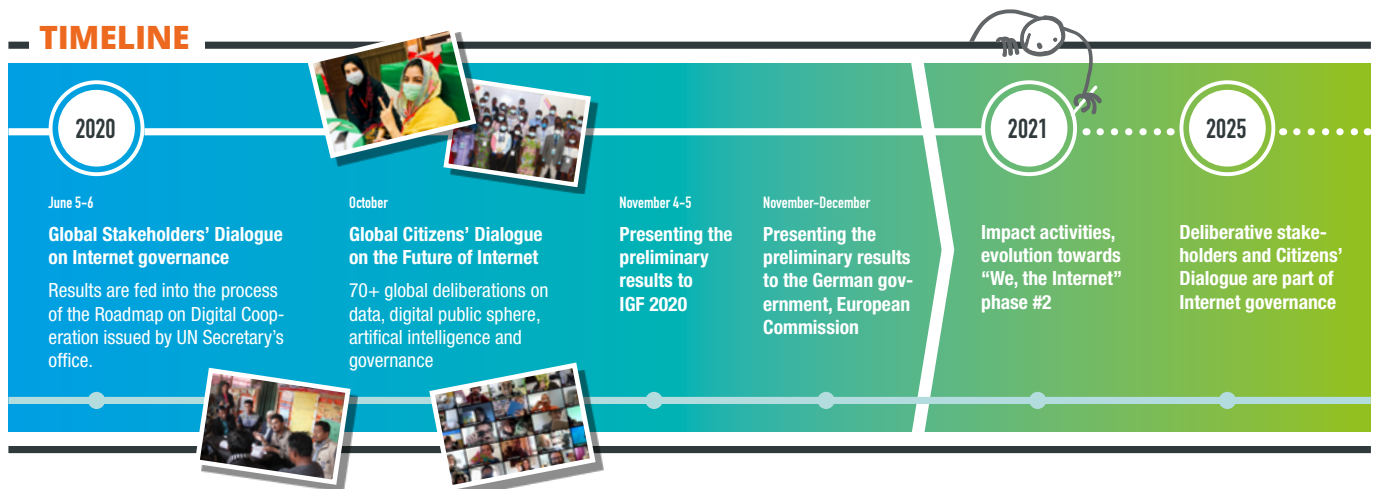 TIMELINE
2020
June 5–6
Global Stakeholders’ Dialogue
on Internet governance
Results are fed into the process
of the Roadmap on Digital Coop-
eration issued by UN Secretary’s
office.
October
Global Citizens’ Dialogue
on the Future of Internet
70+ global deliberations on
data, digital public sphere,
artifical intelligence and
governance
November 4–5
Presenting the
preliminary
results to
IGF 2020
November–December
Presenting the
preliminary results
to the German gov-
ernment, European
Commission
2021
Impact activities,
evolution towards
“We, the Internet”
phase #2
2025
Deliberative stake-
holders and Citizens’
Dialogue are part of
Internet governance